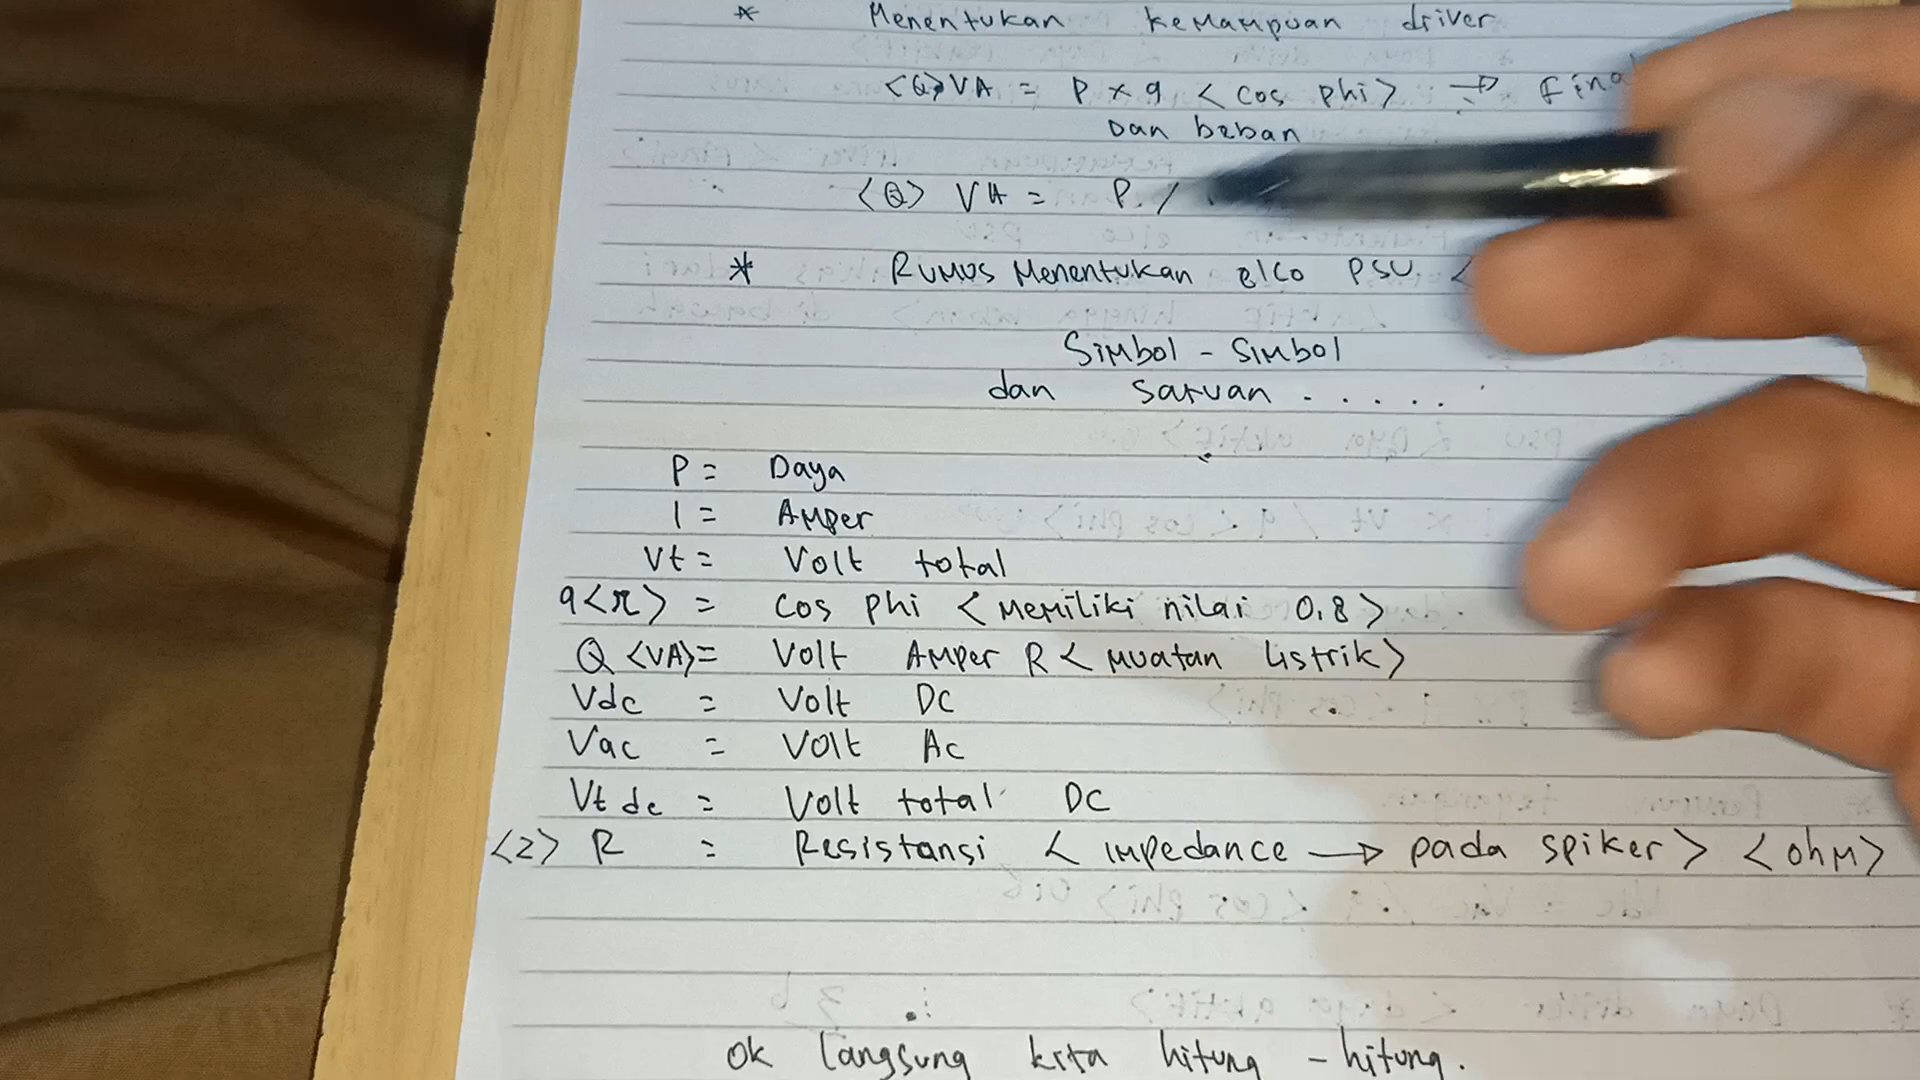 * Menentukan kemampuan driver
<Q> VA = P x q <cos phi> → fina
Dan beban
<Q> VA = P. /
* Rumus Menentukan elco PSU <
Simbol - Simbol
dan satuan . . . . .
P = Daya
I = Amper
Vt = Volt total
q <π> = cos phi <memiliki nilai 0,8>
Q <VA> = Volt Amper R < muatan listrik>
Vdc = Volt DC
Vac = Volt Ac
Vt dc = Volt total DC
<z> R = Resistansi < impedance → pada spiker> <ohm>
Ok langsung kita hitung - hitung.